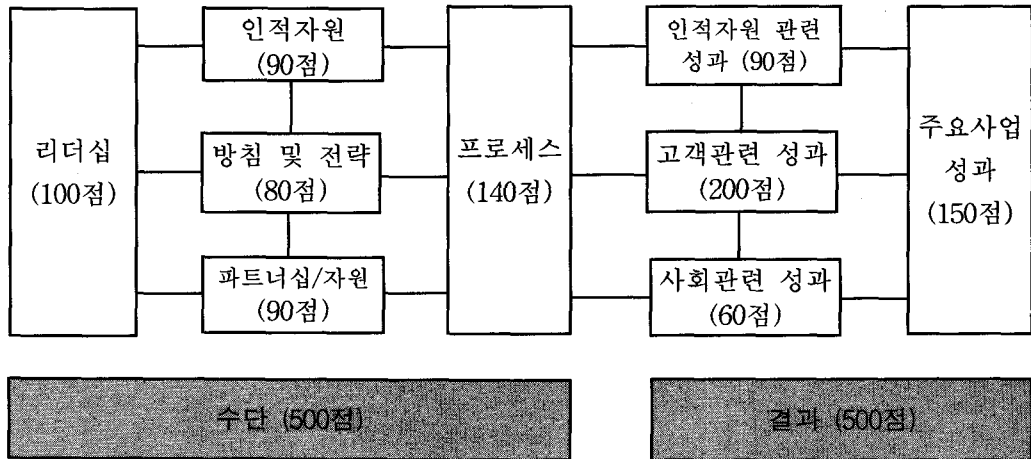 리더십
(100점)
인적자원
(90점)
방침 및 전략
(80점)
파트너십/자원
(90점)
프로세스
(140점)
인적자원 관련
성과 (90점)
고객관련 성과
(200점)
사회관련 성과
(60점)
주요사업
성과
(150점)
수단 (500점)
결과 (500점)